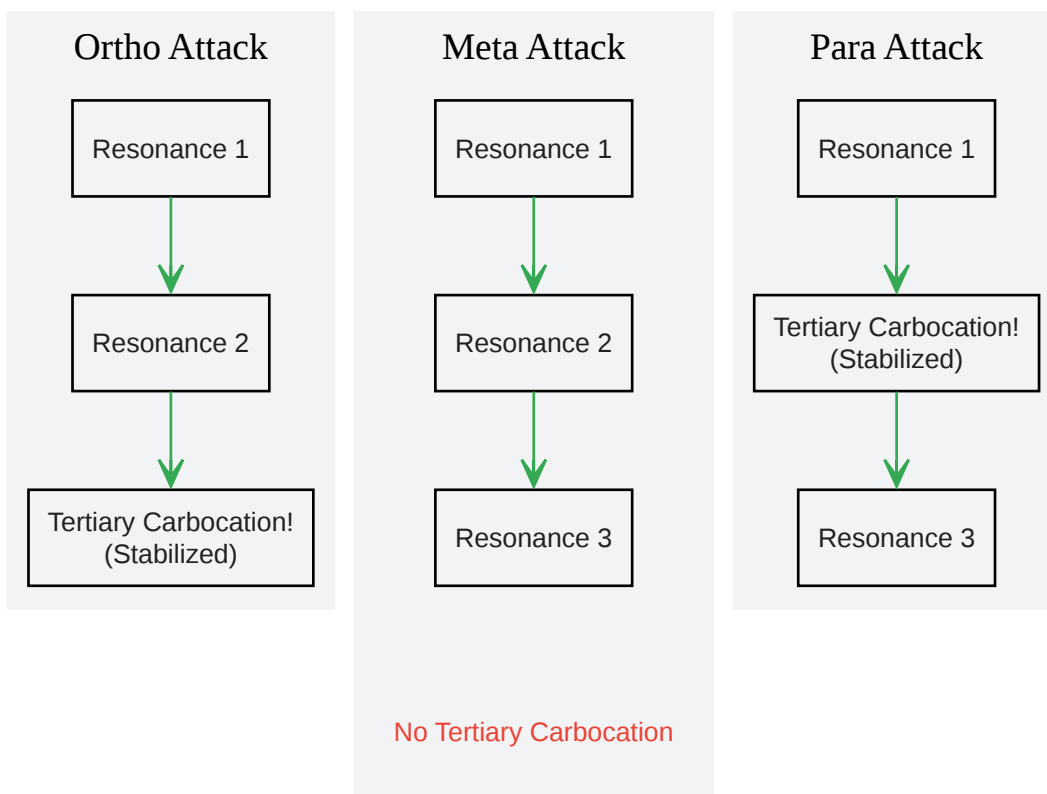 Ortho Attack
Resonance 1
Resonance 2
Tertiary Carbocation!
(Stabilized)
Meta Attack
Resonance 1
Resonance 2
Resonance 3
No Tertiary Carbocation
Para Attack
Resonance 1
Tertiary Carbocation!
(Stabilized)
Resonance 3